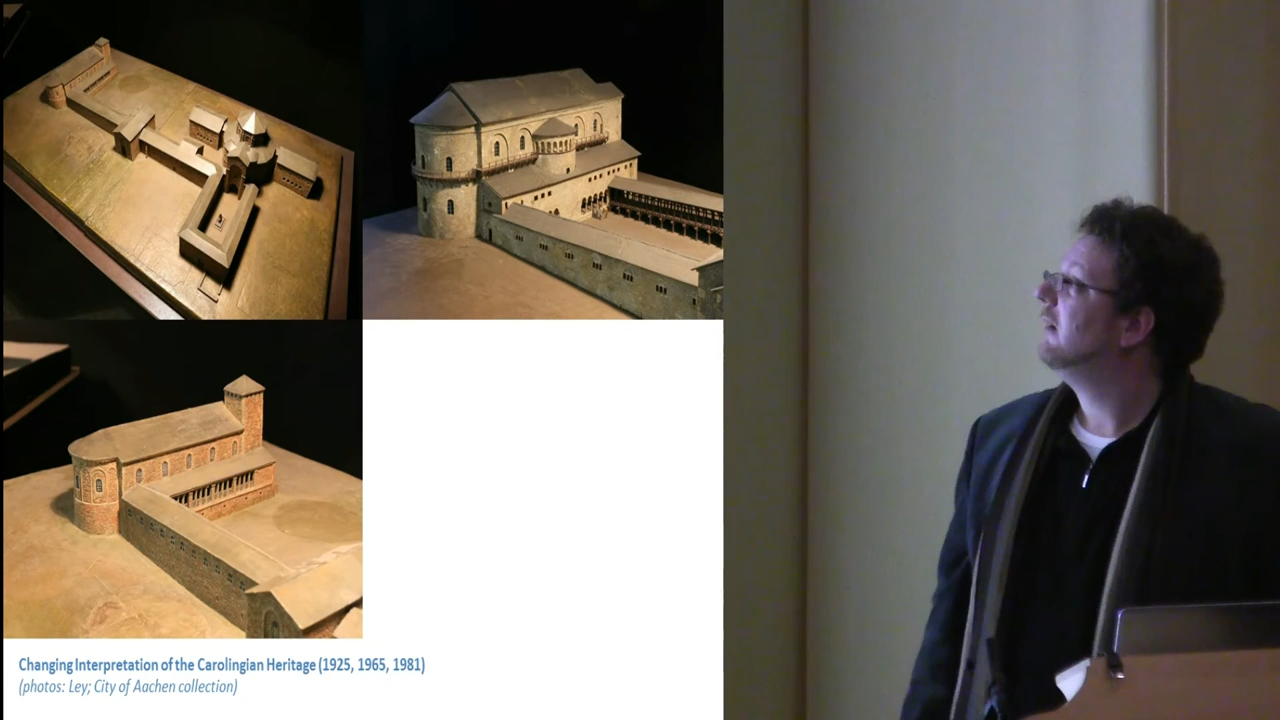 Changing Interpretation of the Carolingian Heritage (1925, 1965, 1981)
(photos: Ley; City of Aachen collection)